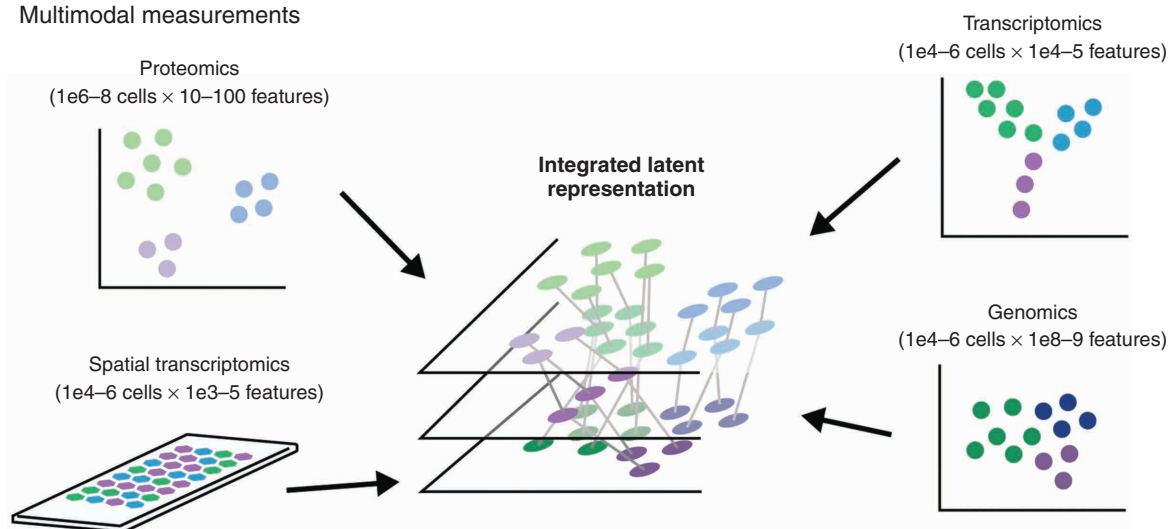 Multimodal measurements
Proteomics
(1e6–8 cells × 10–100 features)
Transcriptomics
(1e4–6 cells × 1e4–5 features)
Integrated latent
representation
Spatial transcriptomics
(1e4–6 cells × 1e3–5 features)
Genomics
(1e4–6 cells × 1e8–9 features)